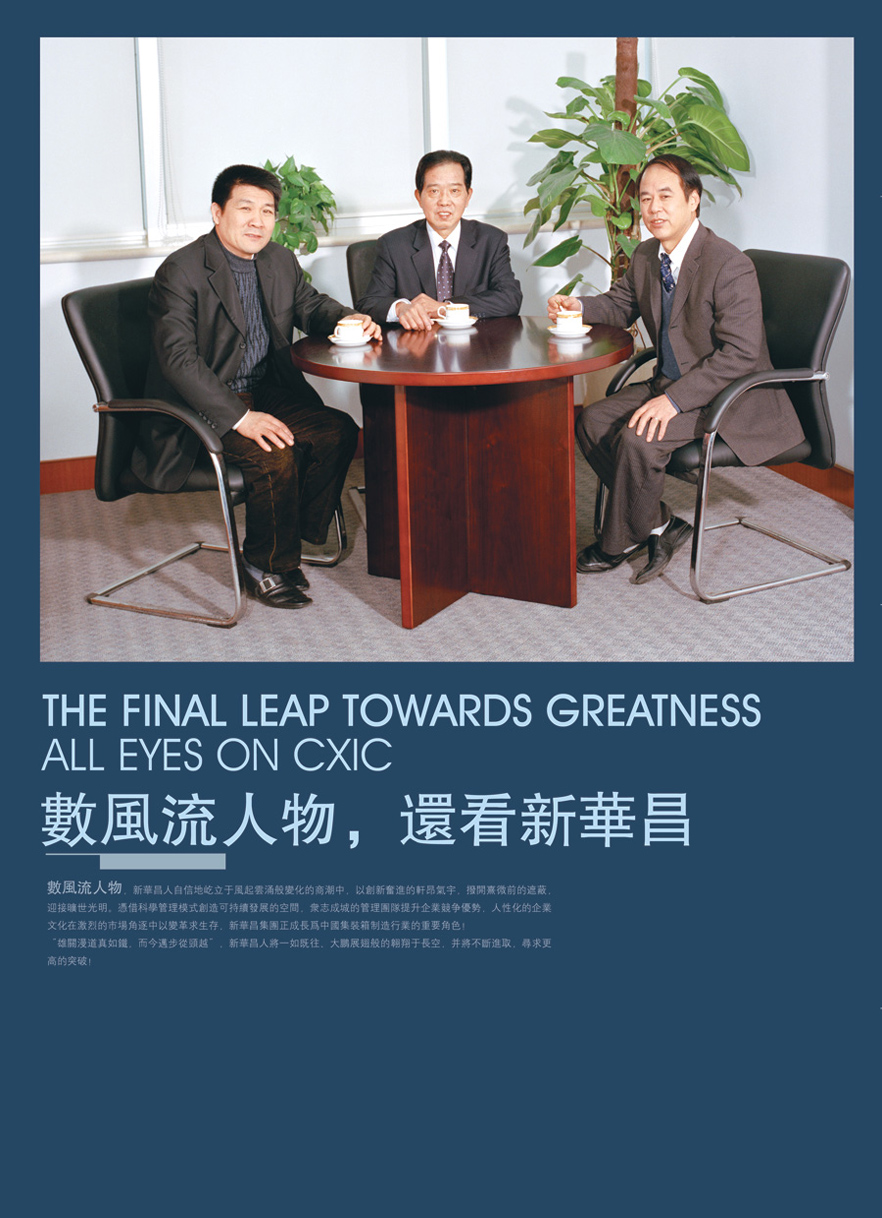 THE FINAL LEAP TOWARDS GREATNESS
ALL EYES ON CXIC
數風流人物，還看新華昌
數風流人物，新華昌人自信地屹立于風起雲涌般變化的商潮中，以創新奮進的軒昂氣宇，撥開熹微前的遮蔽，
迎接曠世光明。憑借科學管理模式創造可持續發展的空間，衆志成城的管理團隊提升企業競争優勢，人性化的企業
文化在激烈的市場角逐中以變革求生存，新華昌集團正成長爲中國集裝箱制造行業的重要角色！
“雄關漫道真如鐵，而今邁步從頭越”，新華昌人將一如既往，大鵬展翅般的翱翔于長空，并將不斷進取，尋求更
高的突破！